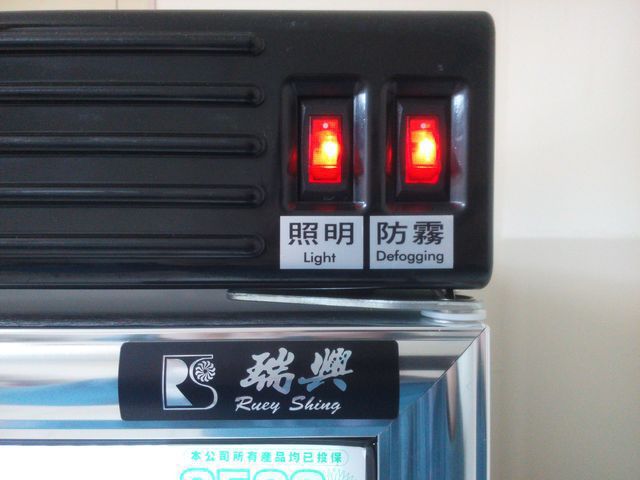 照明 防霧
Light Defogging
RS 瑞興
Ruey Shing
本公司所有產品均已投保